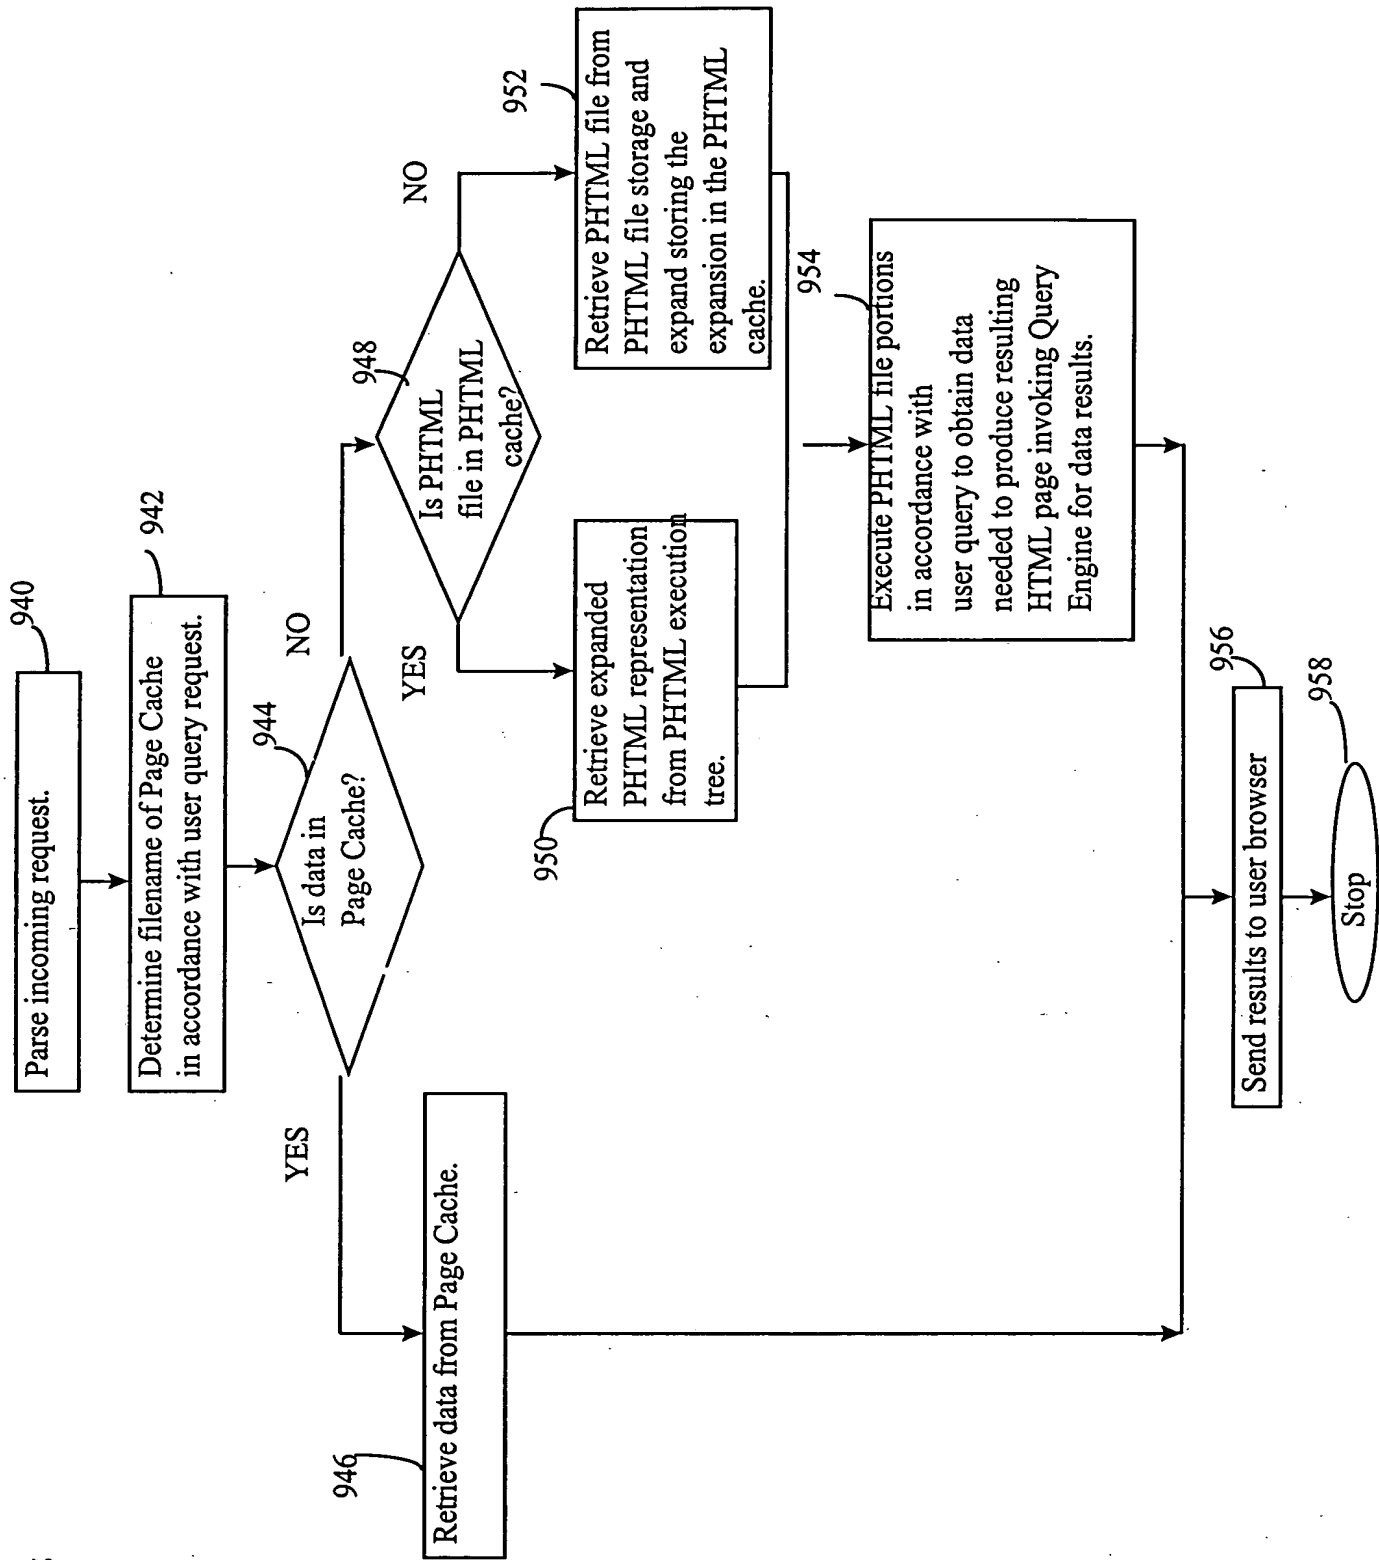 940
Parse incoming request.
942
Determine filename of Page Cache
in accordance with user query request.
944
Is data in
Page Cache?
YES
NO
946
Retrieve data from Page Cache.
948
Is PHTML
file in PHTML
cache?
YES
NO
950
Retrieve expanded
PHTML representation
from PHTML execution
tree.
952
Retrieve PHTML file from
PHTML file storage and
expand storing the
expansion in the PHTML
cache.
954
Execute PHTML file portions
in accordance with
user query to obtain data
needed to produce resulting
HTML page invoking Query
Engine for data results.
956
Send results to user browser
958
Stop